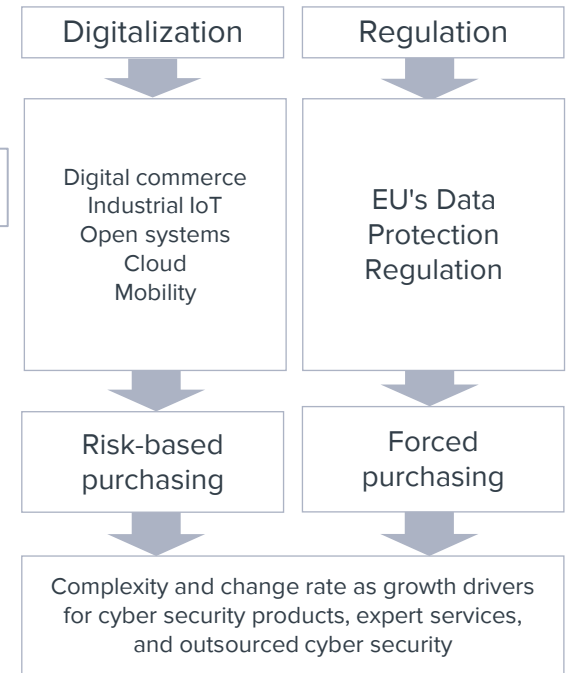 Digitalization
Regulation
Digital commerce
Industrial IoT
Open systems
Cloud
Mobility
EU's Data
Protection
Regulation
Risk-based
purchasing
Forced
purchasing
Complexity and change rate as growth drivers
for cyber security products, expert services,
and outsourced cyber security